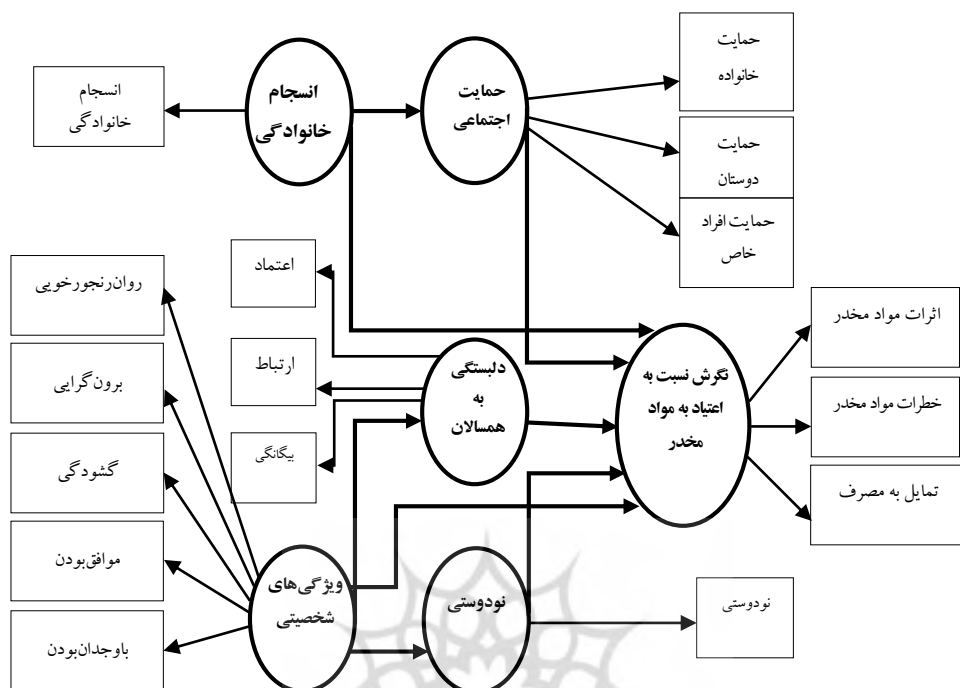 حمایت
خانواده
انسجام
خانوادگی
حمایت
اجتماعی
انسجام
خانوادگی
حمایت
دوستان
حمایت افراد
خاص
اعتماد
روان‌رنجورخویی
اثرات مواد مخدر
ارتباط
دلبستگی
به
همسالان
نگرش نسبت به
اعتیاد به مواد
مخدر
برون‌گرایی
خطرات مواد مخدر
بیگانگی
گشودگی
تمایل به مصرف
موافق‌بودن
ویژگی‌های
شخصیتی
نودوستی
نودوستی
باوجدان‌بودن